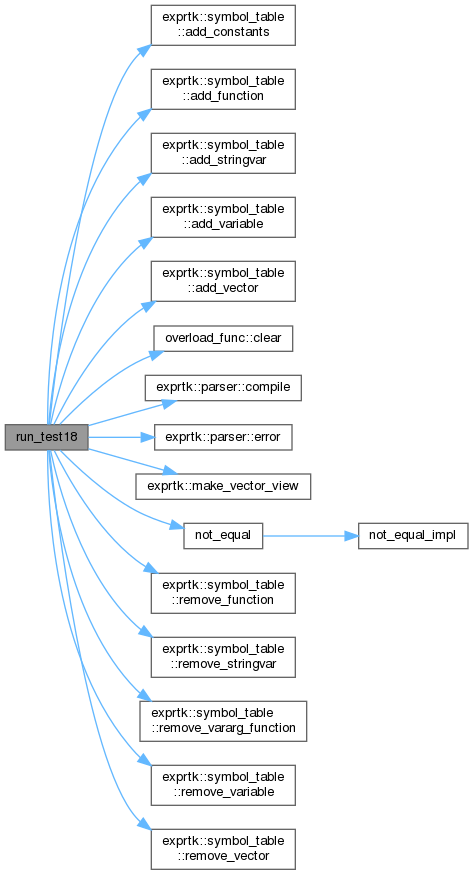 exprtk::symbol_table
::add_constants
exprtk::symbol_table
::add_function
exprtk::symbol_table
::add_stringvar
exprtk::symbol_table
::add_variable
exprtk::symbol_table
::add_vector
overload_func::clear
exprtk::parser::compile
run_test18
exprtk::parser::error
exprtk::make_vector_view
not_equal
not_equal_impl
exprtk::symbol_table
::remove_function
exprtk::symbol_table
::remove_stringvar
exprtk::symbol_table
::remove_vararg_function
exprtk::symbol_table
::remove_variable
exprtk::symbol_table
::remove_vector